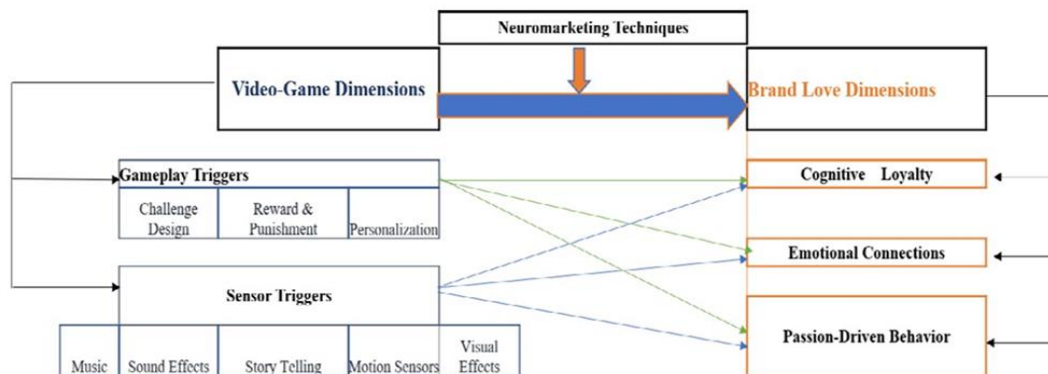 Neuromarketing Techniques
Video-Game Dimensions
Brand Love Dimensions
Gameplay Triggers
Challenge
Design
Reward &
Punishment
Personalization
Cognitive Loyalty
Emotional Connections
Sensor Triggers
Music
Sound Effects
Story Telling
Motion Sensors
Visual
Effects
Passion-Driven Behavior